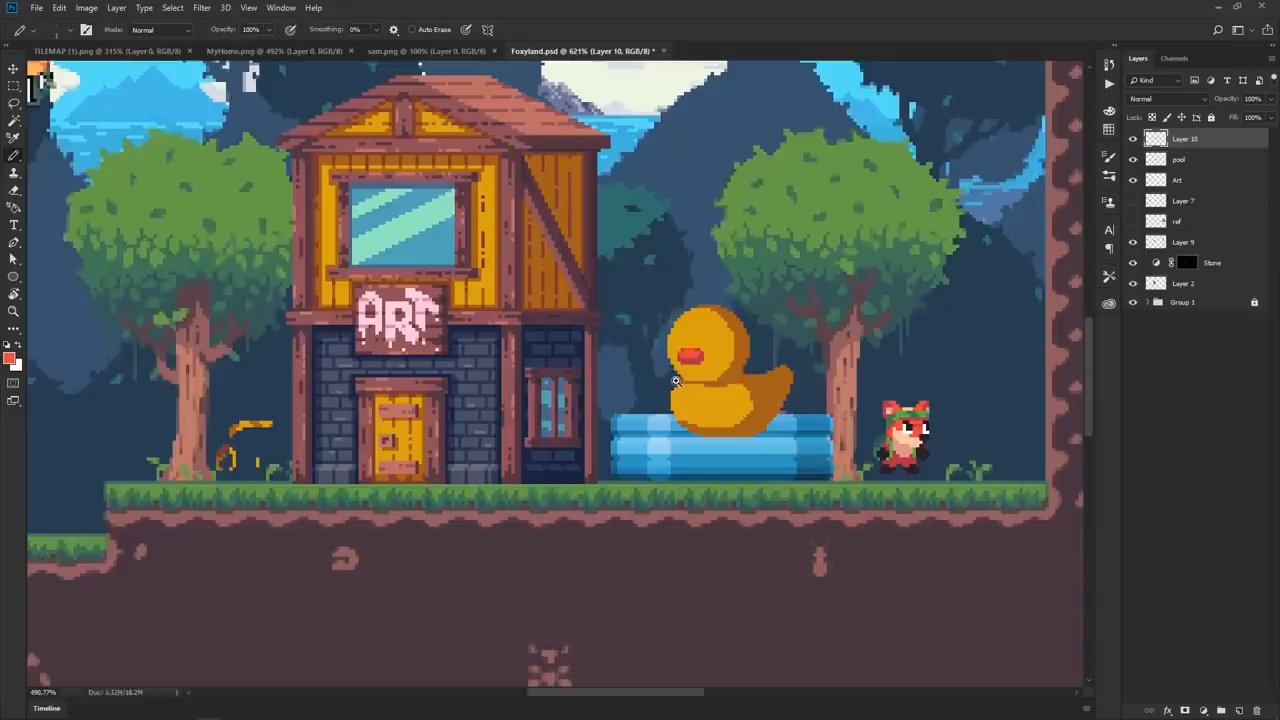 File Edit Image Layer Type Select Filter 3D View Window Help
Mode: Normal Opacity: 100% Smoothing: 0% Auto Erase
TILEMAP (1).png @ 315% (Layer 0, RGB/8) × MyHome.png @ 492% (Layer 0, RGB/8) × sam.png @ 100% (Layer 0, RGB/8) × Foxyland.psd @ 621% (Layer 10, RGB/8) * ×
Layers Channels
Kind
Normal Opacity: 100%
Lock: Fill: 100%
Layer 10
pool
Art
Layer 7
ref
Layer 9
Stone
Layer 2
Group 1
ART
490,77%
Timeline